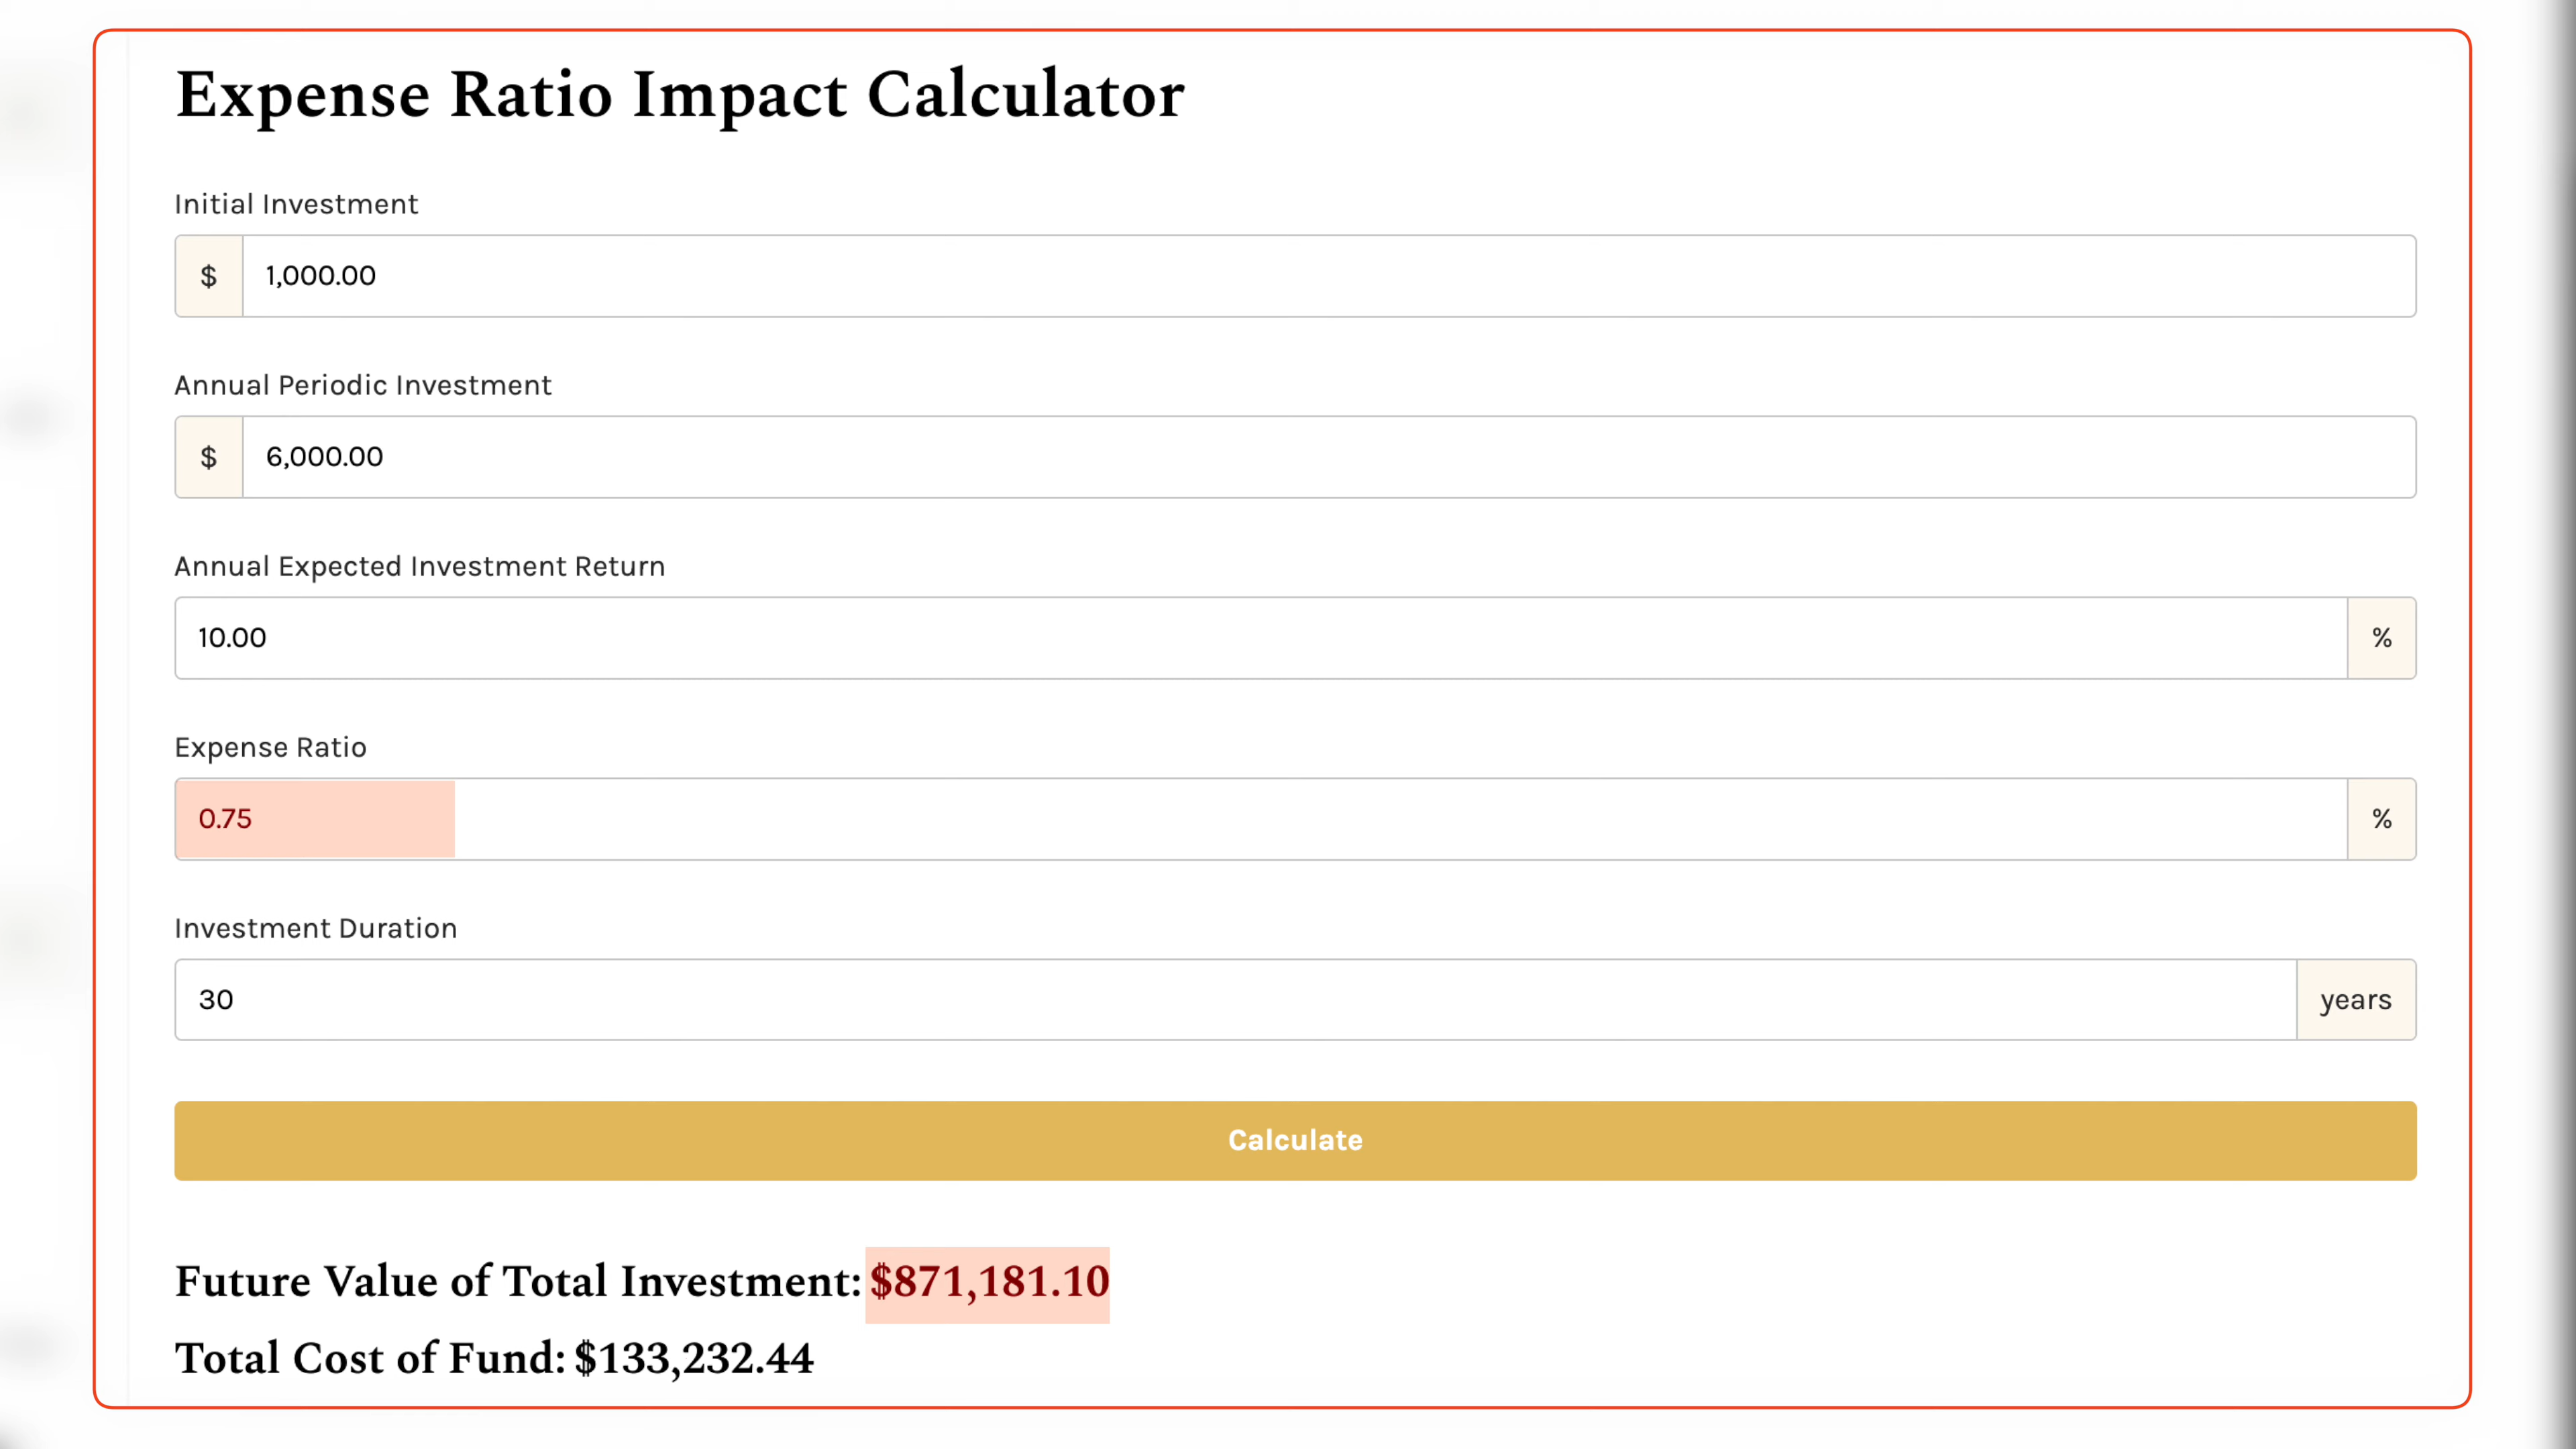 Expense Ratio Impact Calculator
Initial Investment
$ 1,000.00
Annual Periodic Investment
$ 6,000.00
Annual Expected Investment Return
10.00 %
Expense Ratio
0.75 %
Investment Duration
30 years
Calculate
Future Value of Total Investment: $871,181.10
Total Cost of Fund: $133,232.44